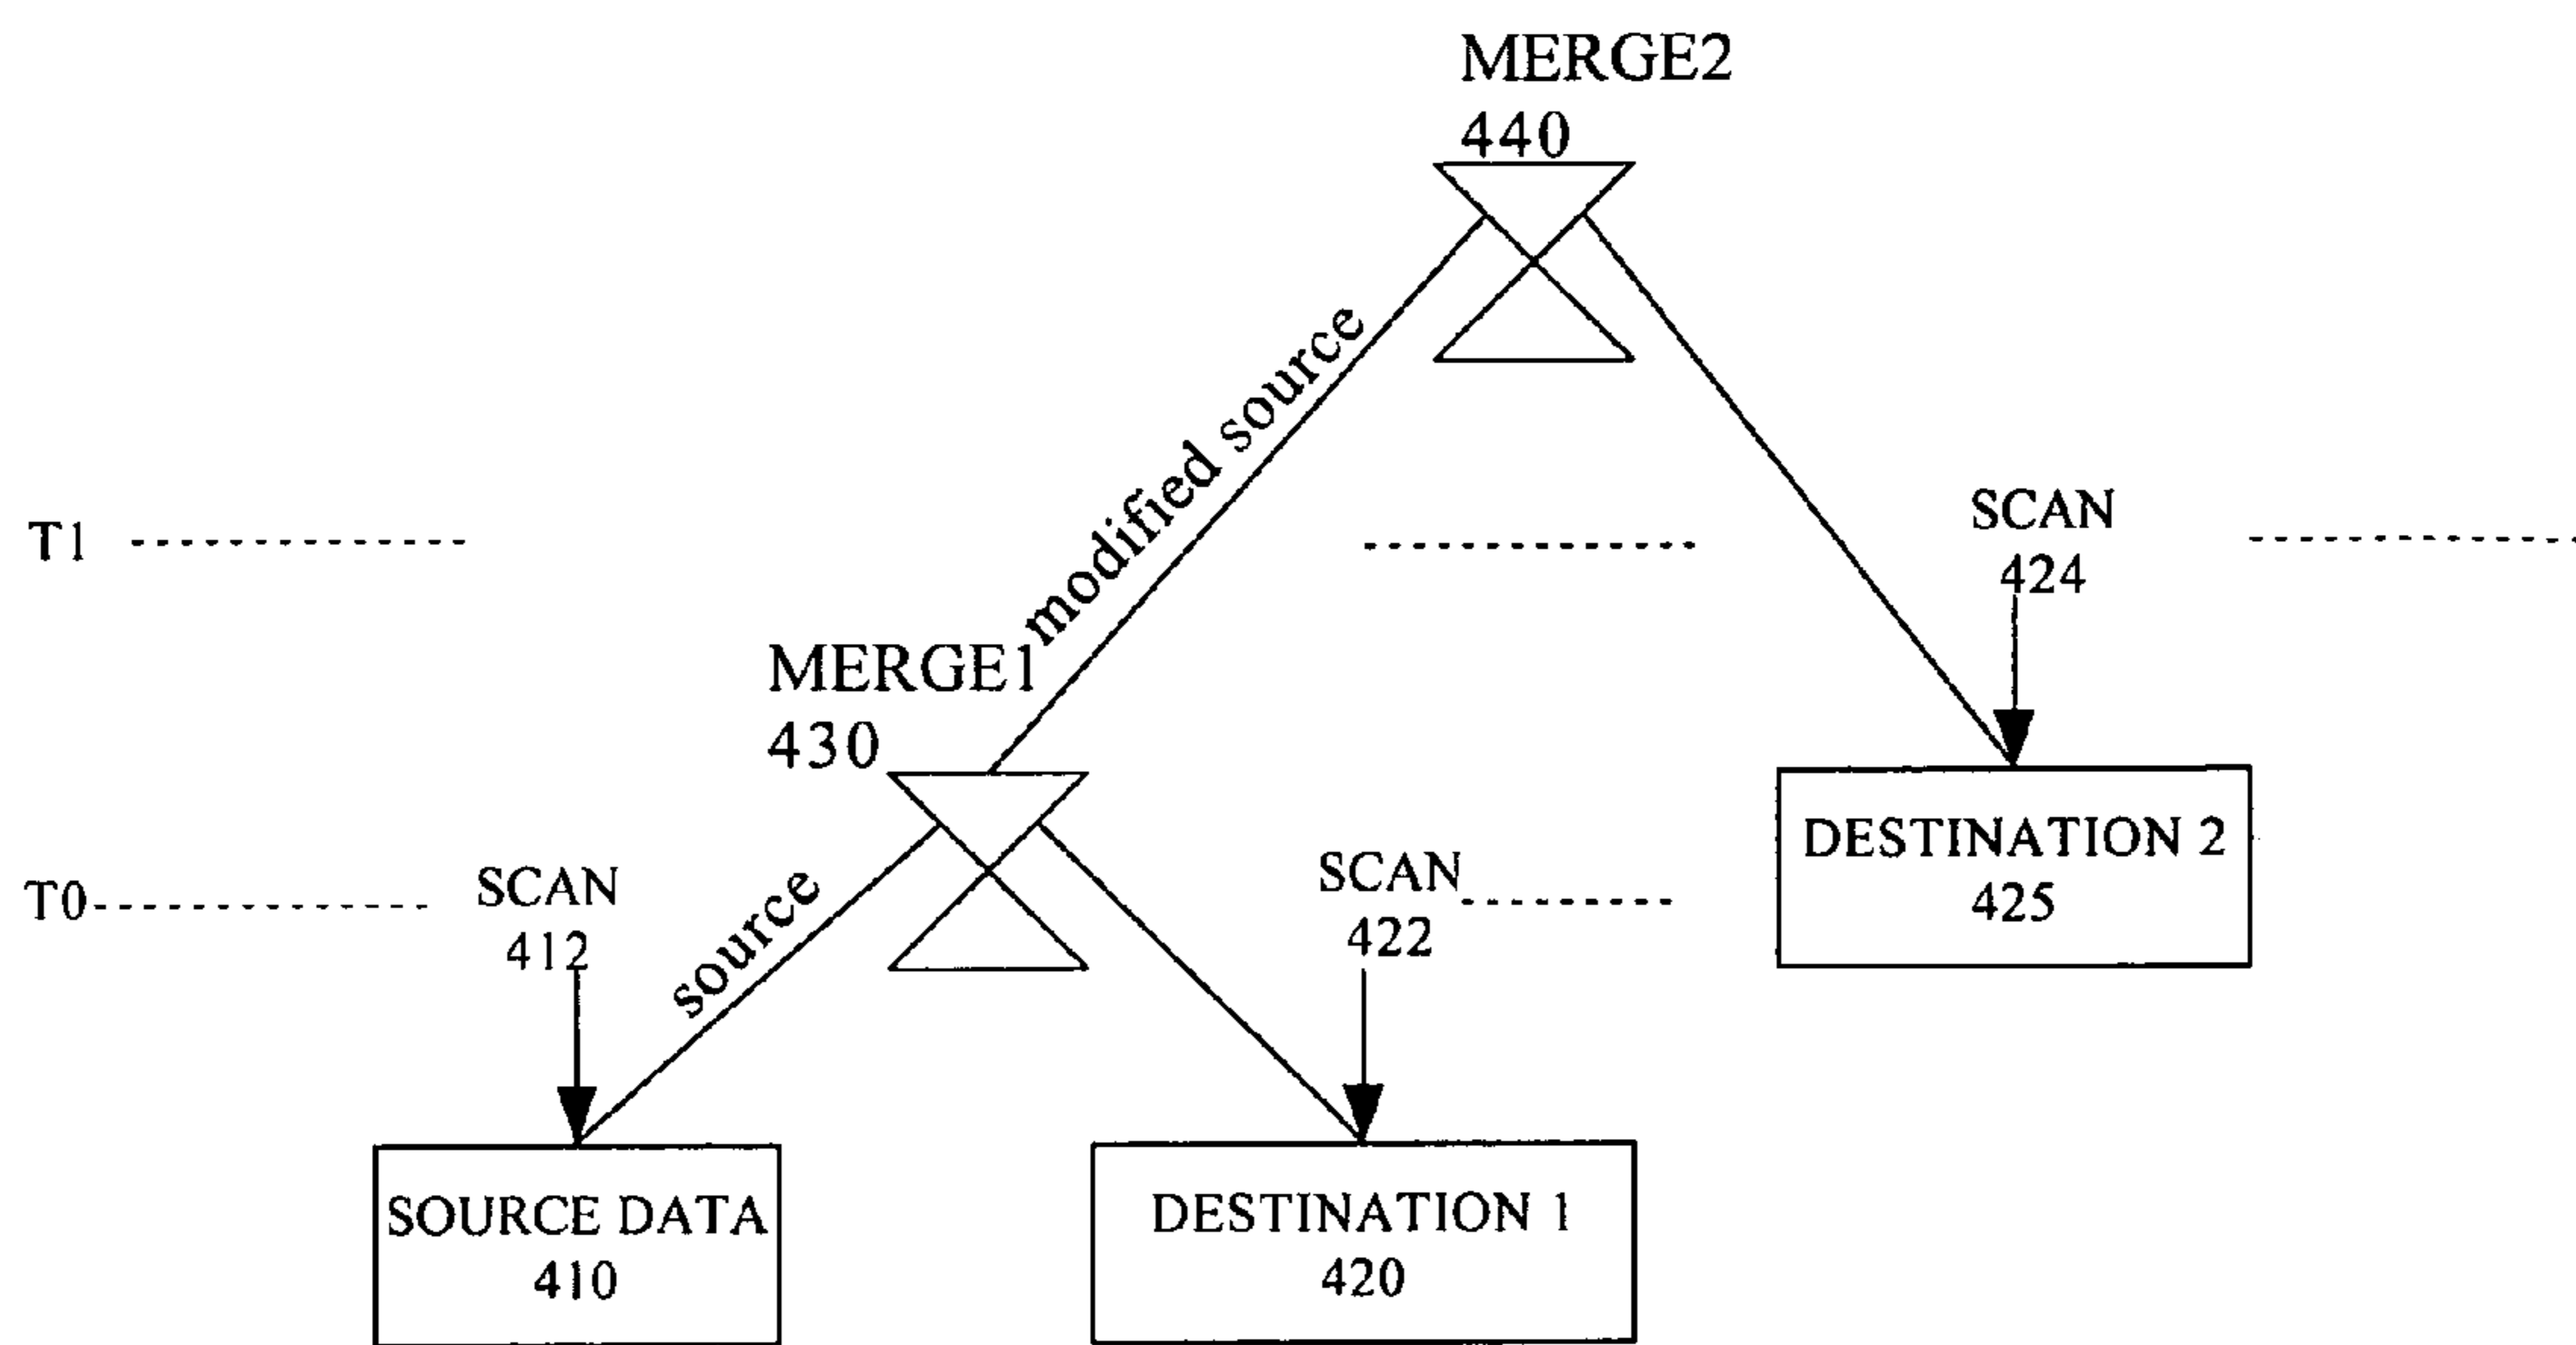 MERGE2
440
modified source
T1
SCAN
424
MERGE1
430
DESTINATION 2
425
T0
SCAN
412
source
SCAN
422
SOURCE DATA
410
DESTINATION 1
420